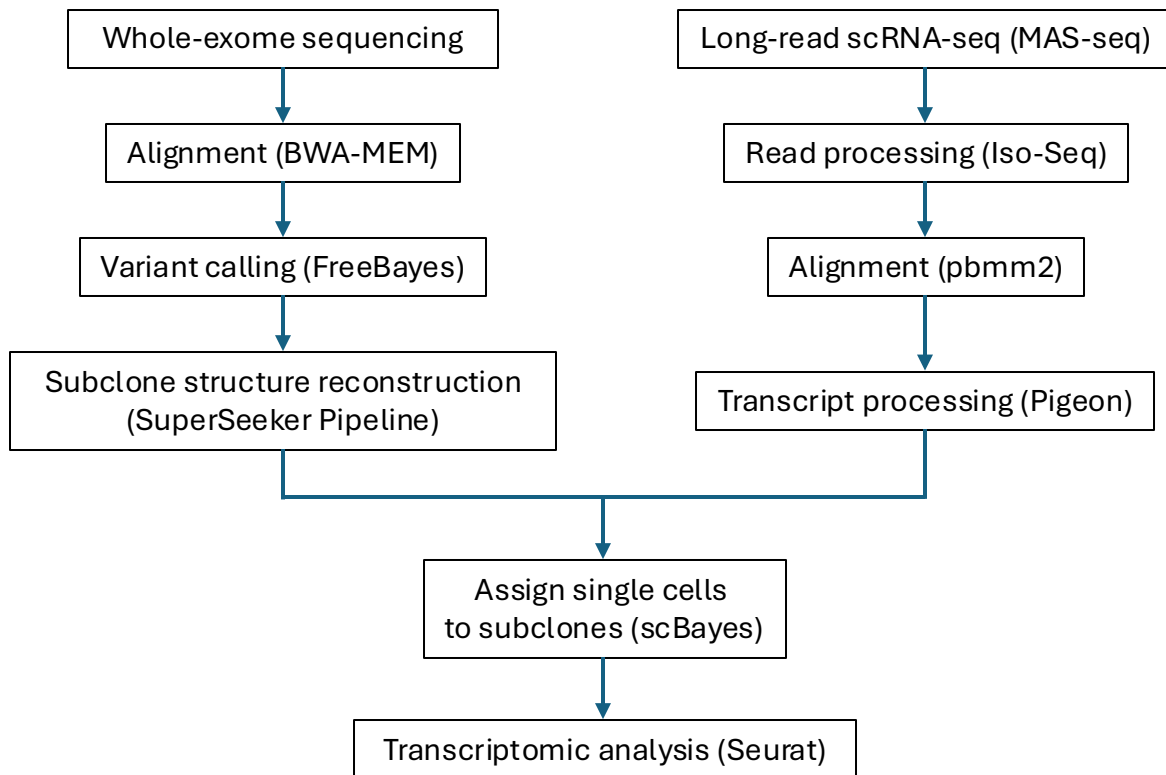 Whole-exome sequencing
Alignment (BWA-MEM)
Variant calling (FreeBayes)
Subclone structure reconstruction
(SuperSeeker Pipeline)
Long-read scRNA-seq (MAS-seq)
Read processing (Iso-Seq)
Alignment (pbmm2)
Transcript processing (Pigeon)
Assign single cells
to subclones (scBayes)
Transcriptomic analysis (Seurat)